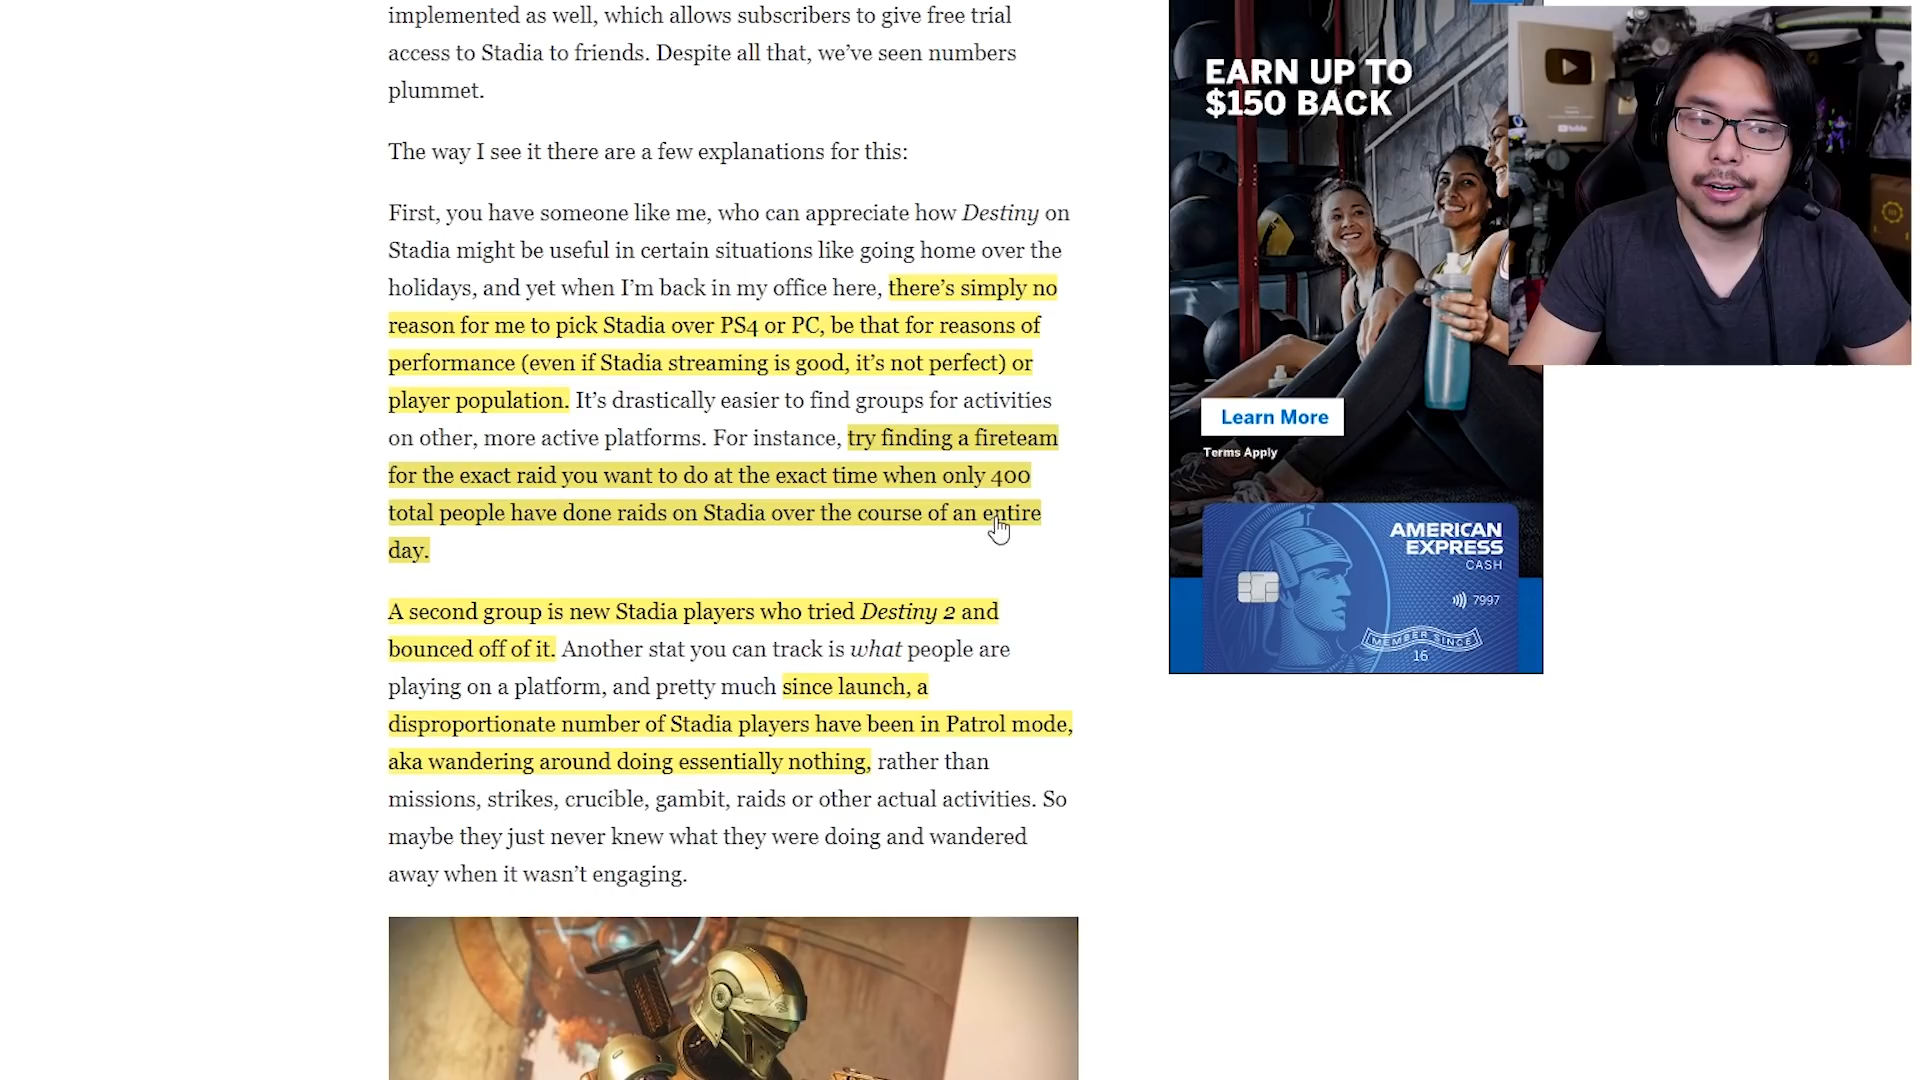 implemented as well, which allows subscribers to give free trial
access to Stadia to friends. Despite all that, we’ve seen numbers
plummet.
The way I see it there are a few explanations for this:
First, you have someone like me, who can appreciate how Destiny on
Stadia might be useful in certain situations like going home over the
holidays, and yet when I’m back in my office here, there’s simply no
reason for me to pick Stadia over PS4 or PC, be that for reasons of
performance (even if Stadia streaming is good, it’s not perfect) or
player population. It’s drastically easier to find groups for activities
on other, more active platforms. For instance, try finding a fireteam
for the exact raid you want to do at the exact time when only 400
total people have done raids on Stadia over the course of an entire
day.
A second group is new Stadia players who tried Destiny 2 and
bounced off of it. Another stat you can track is what people are
playing on a platform, and pretty much since launch, a
disproportionate number of Stadia players have been in Patrol mode,
aka wandering around doing essentially nothing, rather than
missions, strikes, crucible, gambit, raids or other actual activities. So
maybe they just never knew what they were doing and wandered
away when it wasn’t engaging.
EARN UP TO
$150 BACK
Learn More
Terms Apply
AMERICAN
EXPRESS
CASH
7997
MEMBER SINCE
16